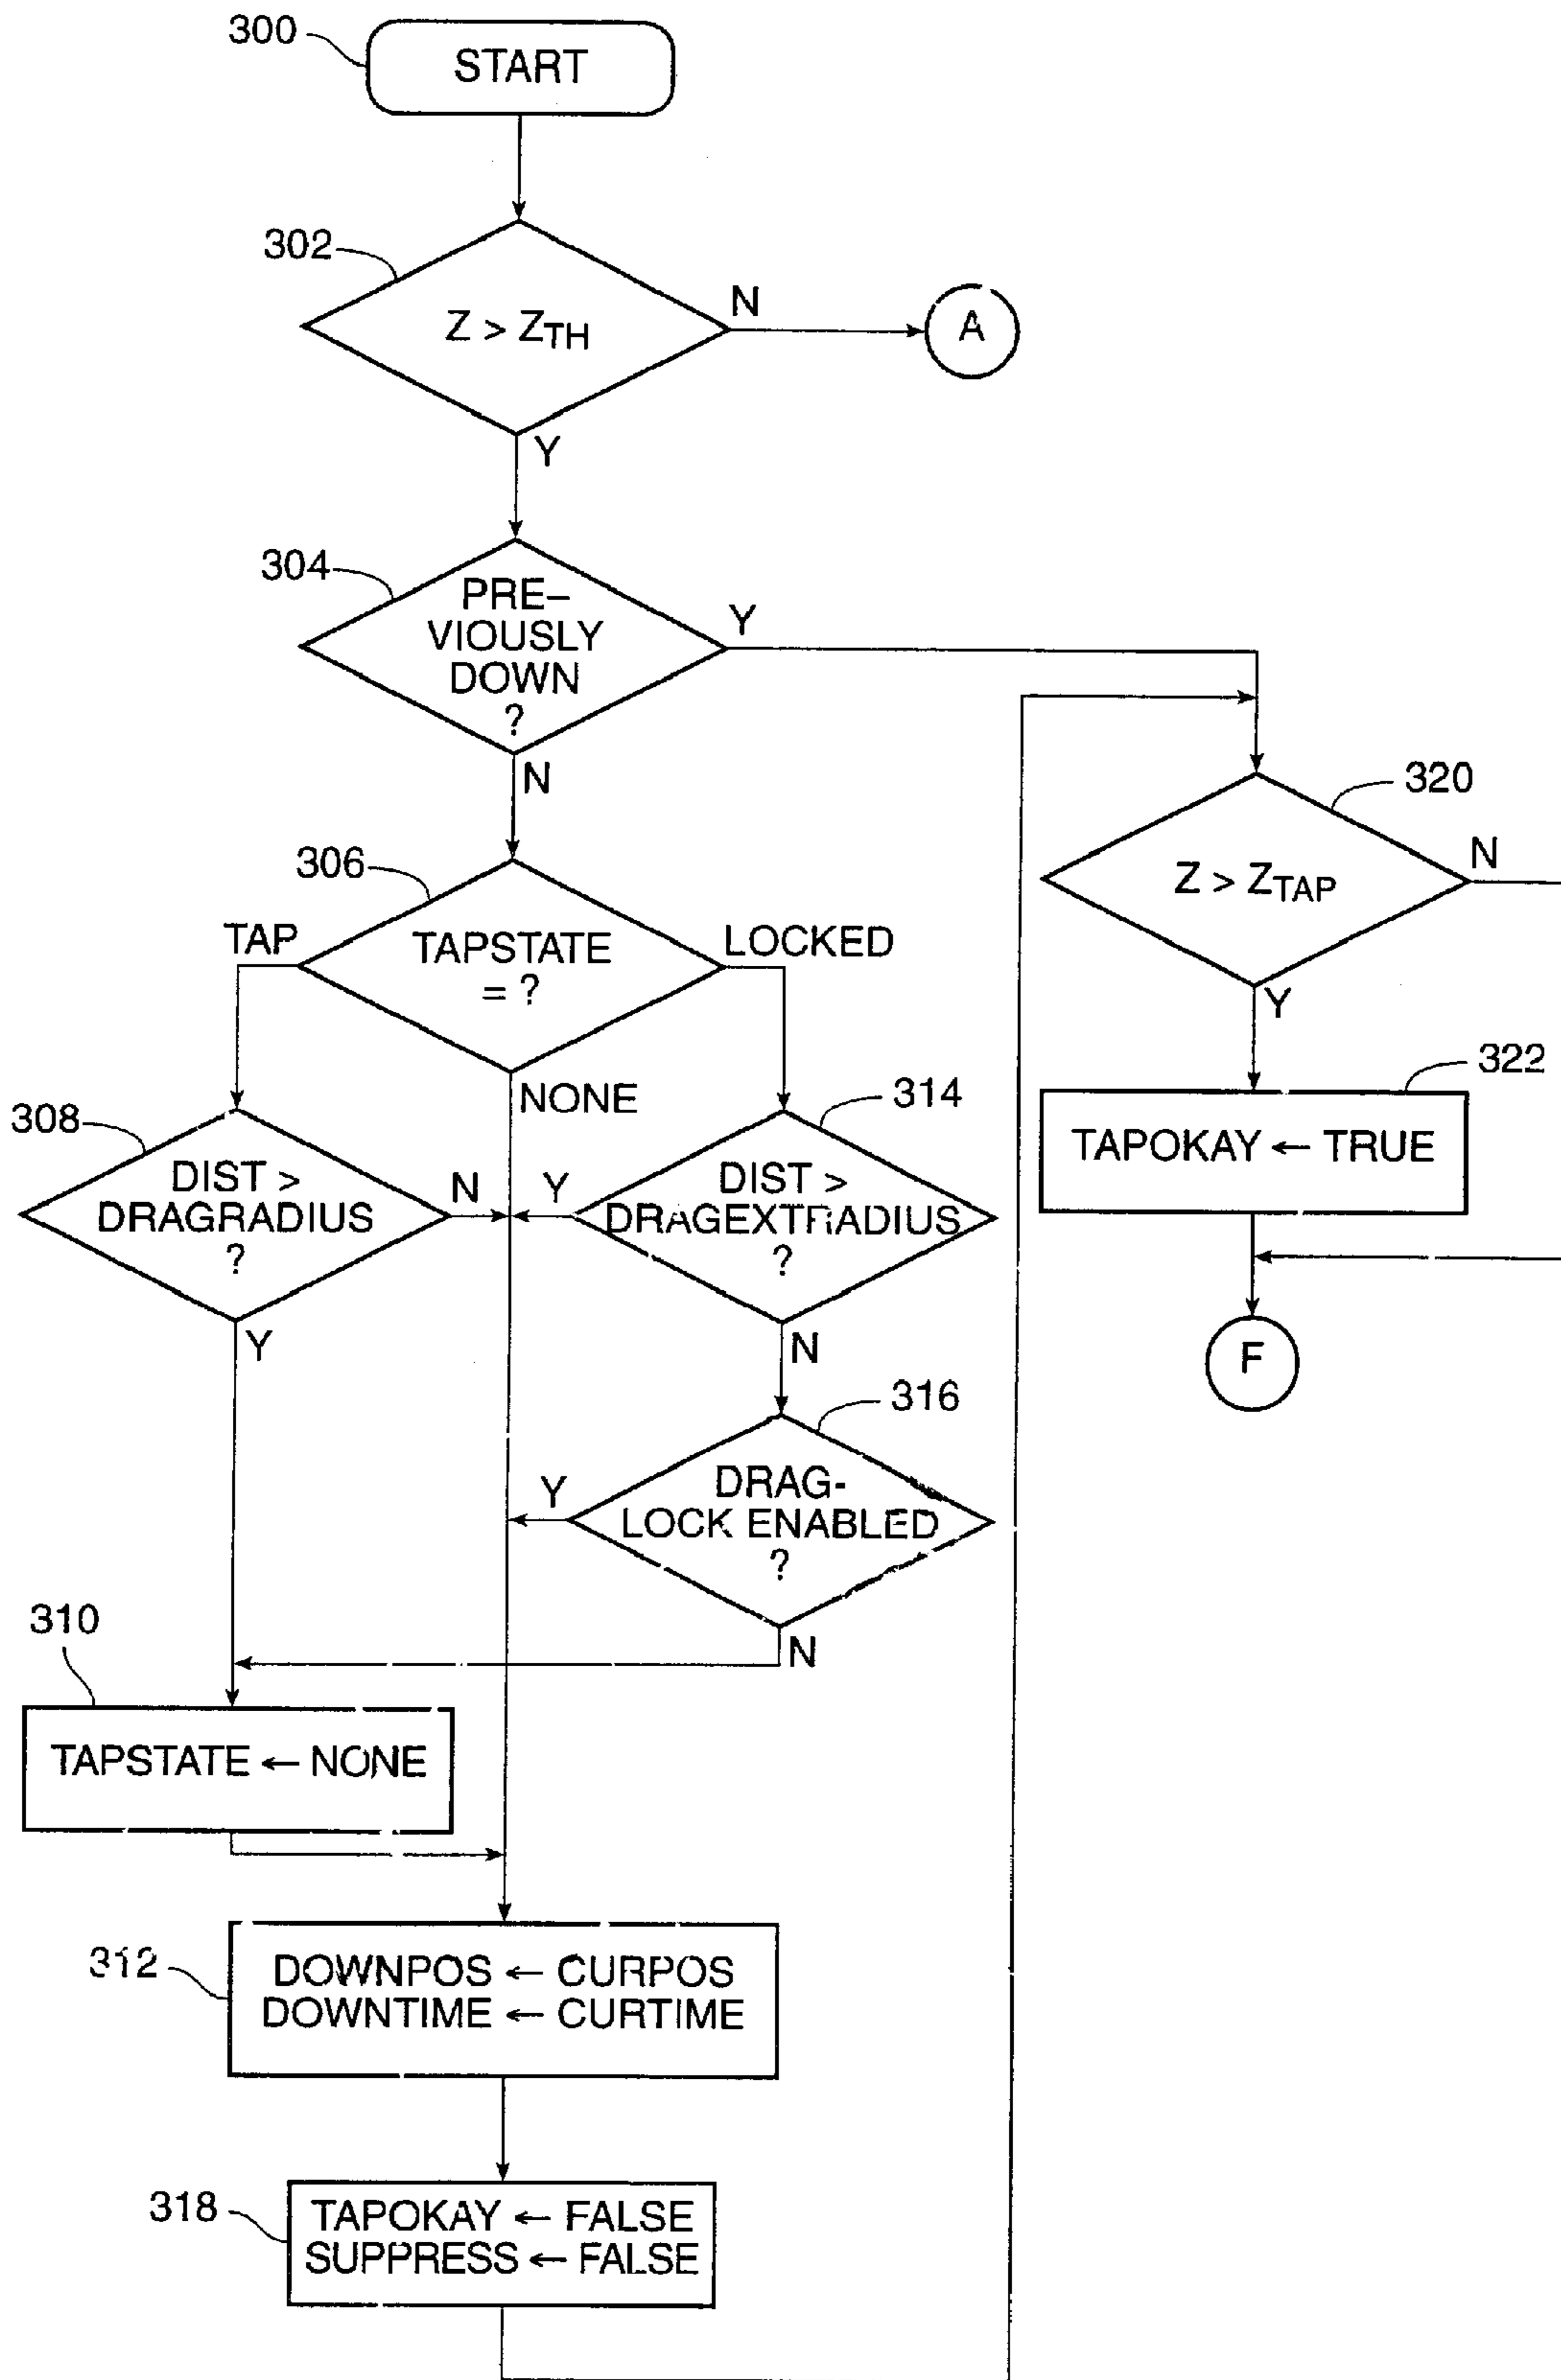 300
START
302
Z > ZTH
N
A
Y
304
PRE–
VIOUSLY
DOWN
?
Y
N
306
TAPSTATE
= ?
TAP
LOCKED
NONE
320
Z > ZTAP
N
Y
322
TAPOKAY ← TRUE
F
308
DIST >
DRAGRADIUS
?
N
Y
314
DIST >
DRAGEXTRADIUS
?
Y
N
316
DRAG-
LOCK ENABLED
?
Y
N
310
TAPSTATE ← NONE
312
DOWNPOS ← CURPOS
DOWNTIME ← CURTIME
318
TAPOKAY ← FALSE
SUPPRESS ← FALSE